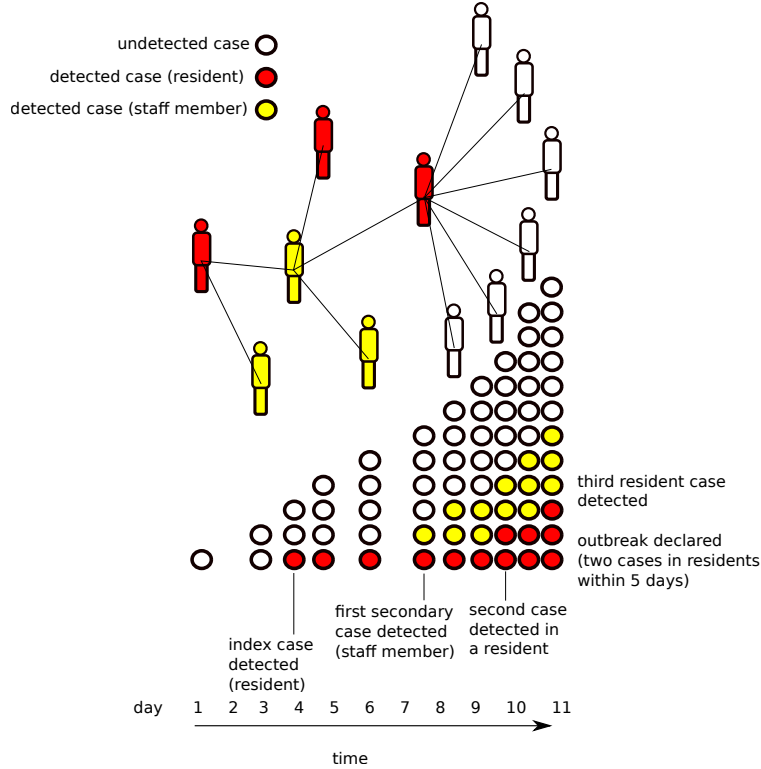 undetected case
detected case (resident)
detected case (staff member)
third resident case
detected
outbreak declared
(two cases in residents
within 5 days)
first secondary
case detected
(staff member)
second case
detected in
a resident
index case
detected
(resident)
day 1 2 3 4 5 6 7 8 9 10 11
time